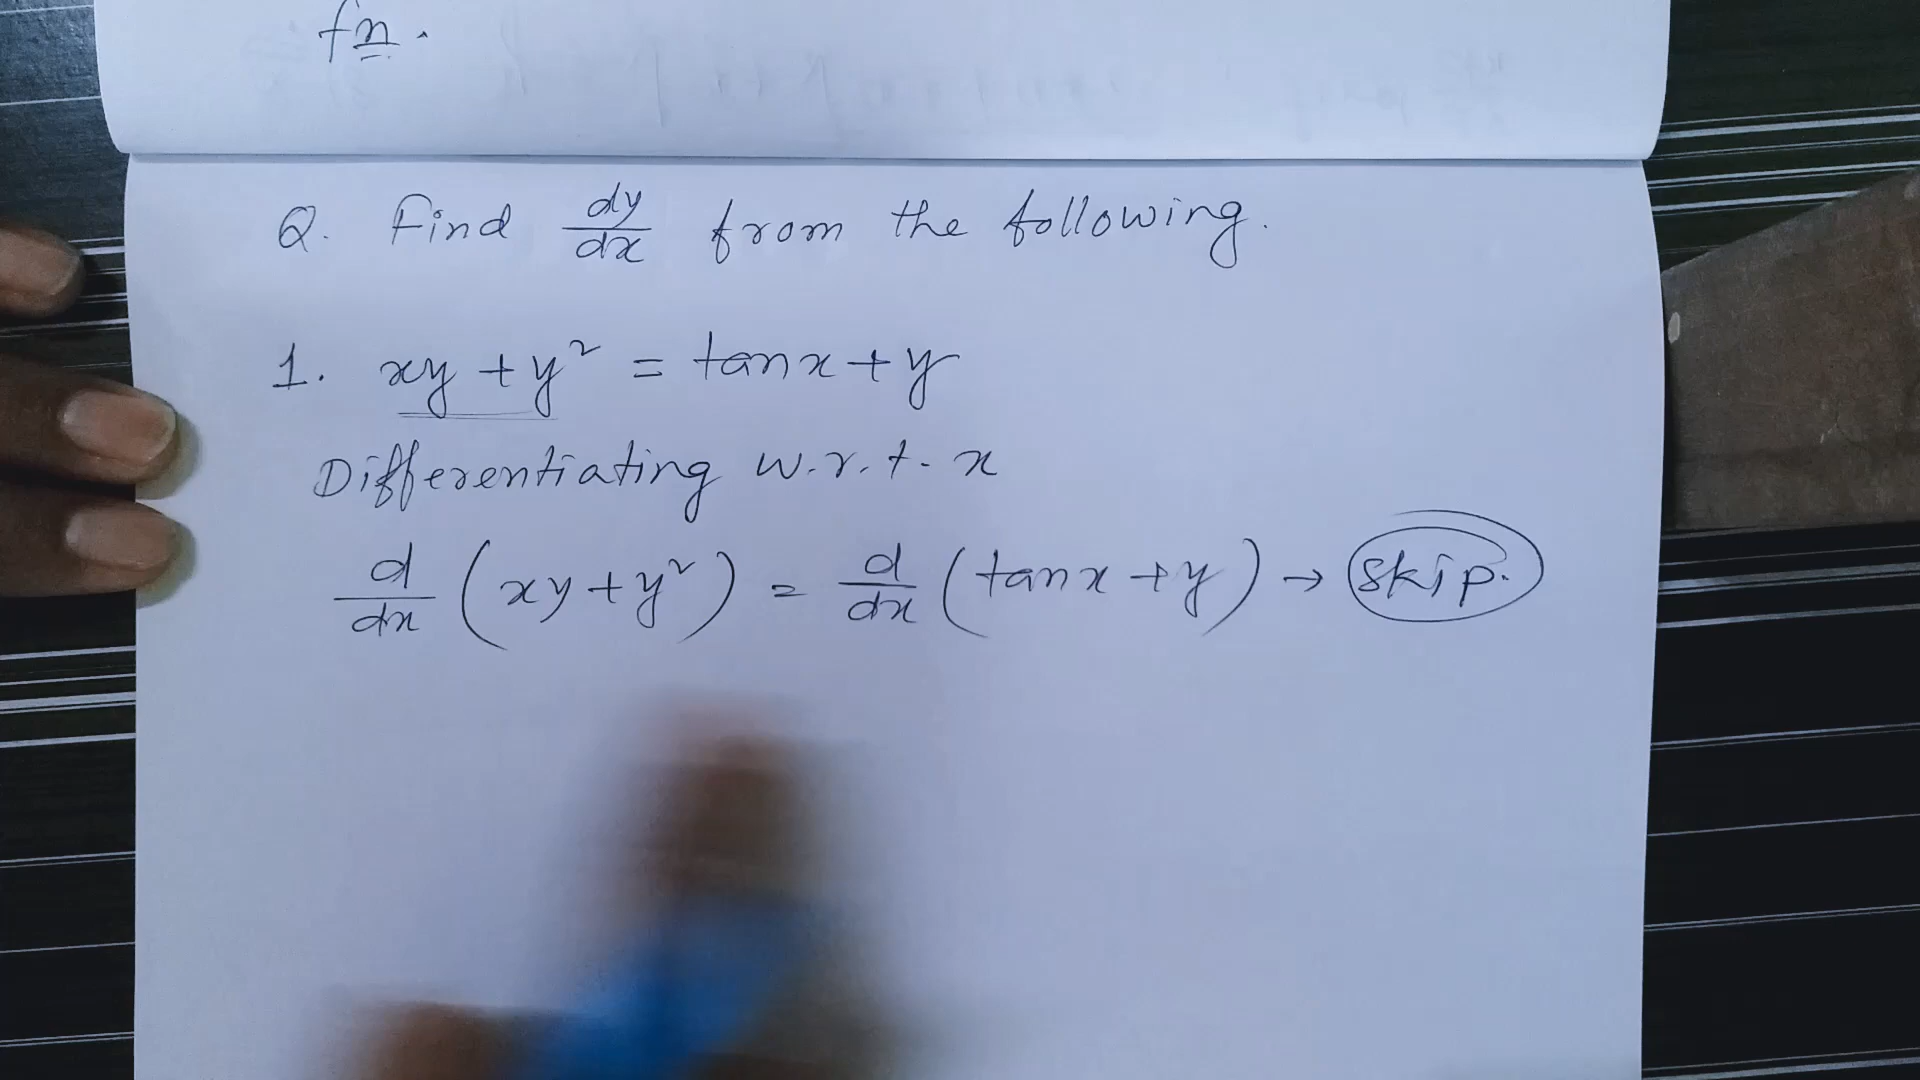 fn.
Q. Find dy/dx from the following.
1. xy + y² = tanx + y
Differentiating w.r.t. x
d/dx (xy + y²) = d/dx (tanx + y) → skip.